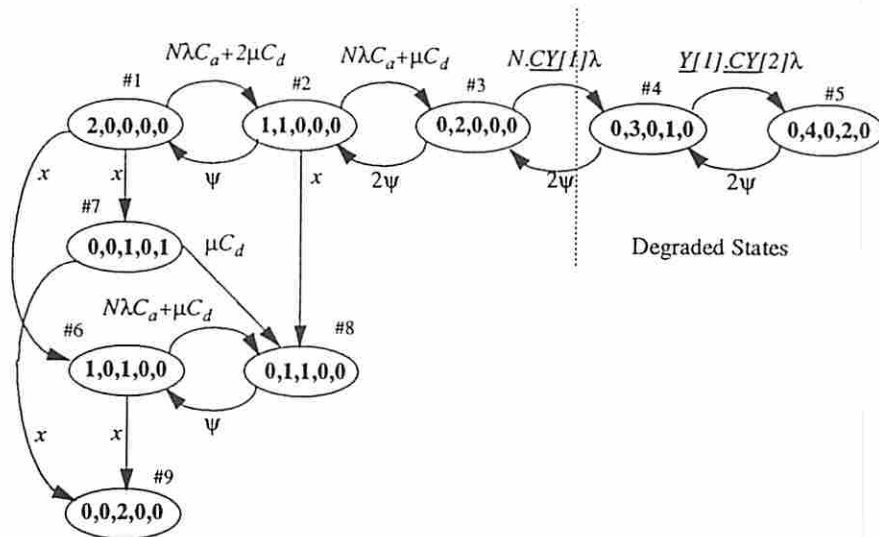 NλCa+2μCd
NλCa+μCd
N.CY[1]λ
Y[1].CY[2]λ
#1
#2
#3
#4
#5
2,0,0,0,0
1,1,0,0,0
0,2,0,0,0
0,3,0,1,0
0,4,0,2,0
ψ
2ψ
2ψ
2ψ
x
x
x
#7
0,0,1,0,1
μCd
Degraded States
NλCa+μCd
#6
#8
1,0,1,0,0
0,1,1,0,0
ψ
x
x
#9
0,0,2,0,0